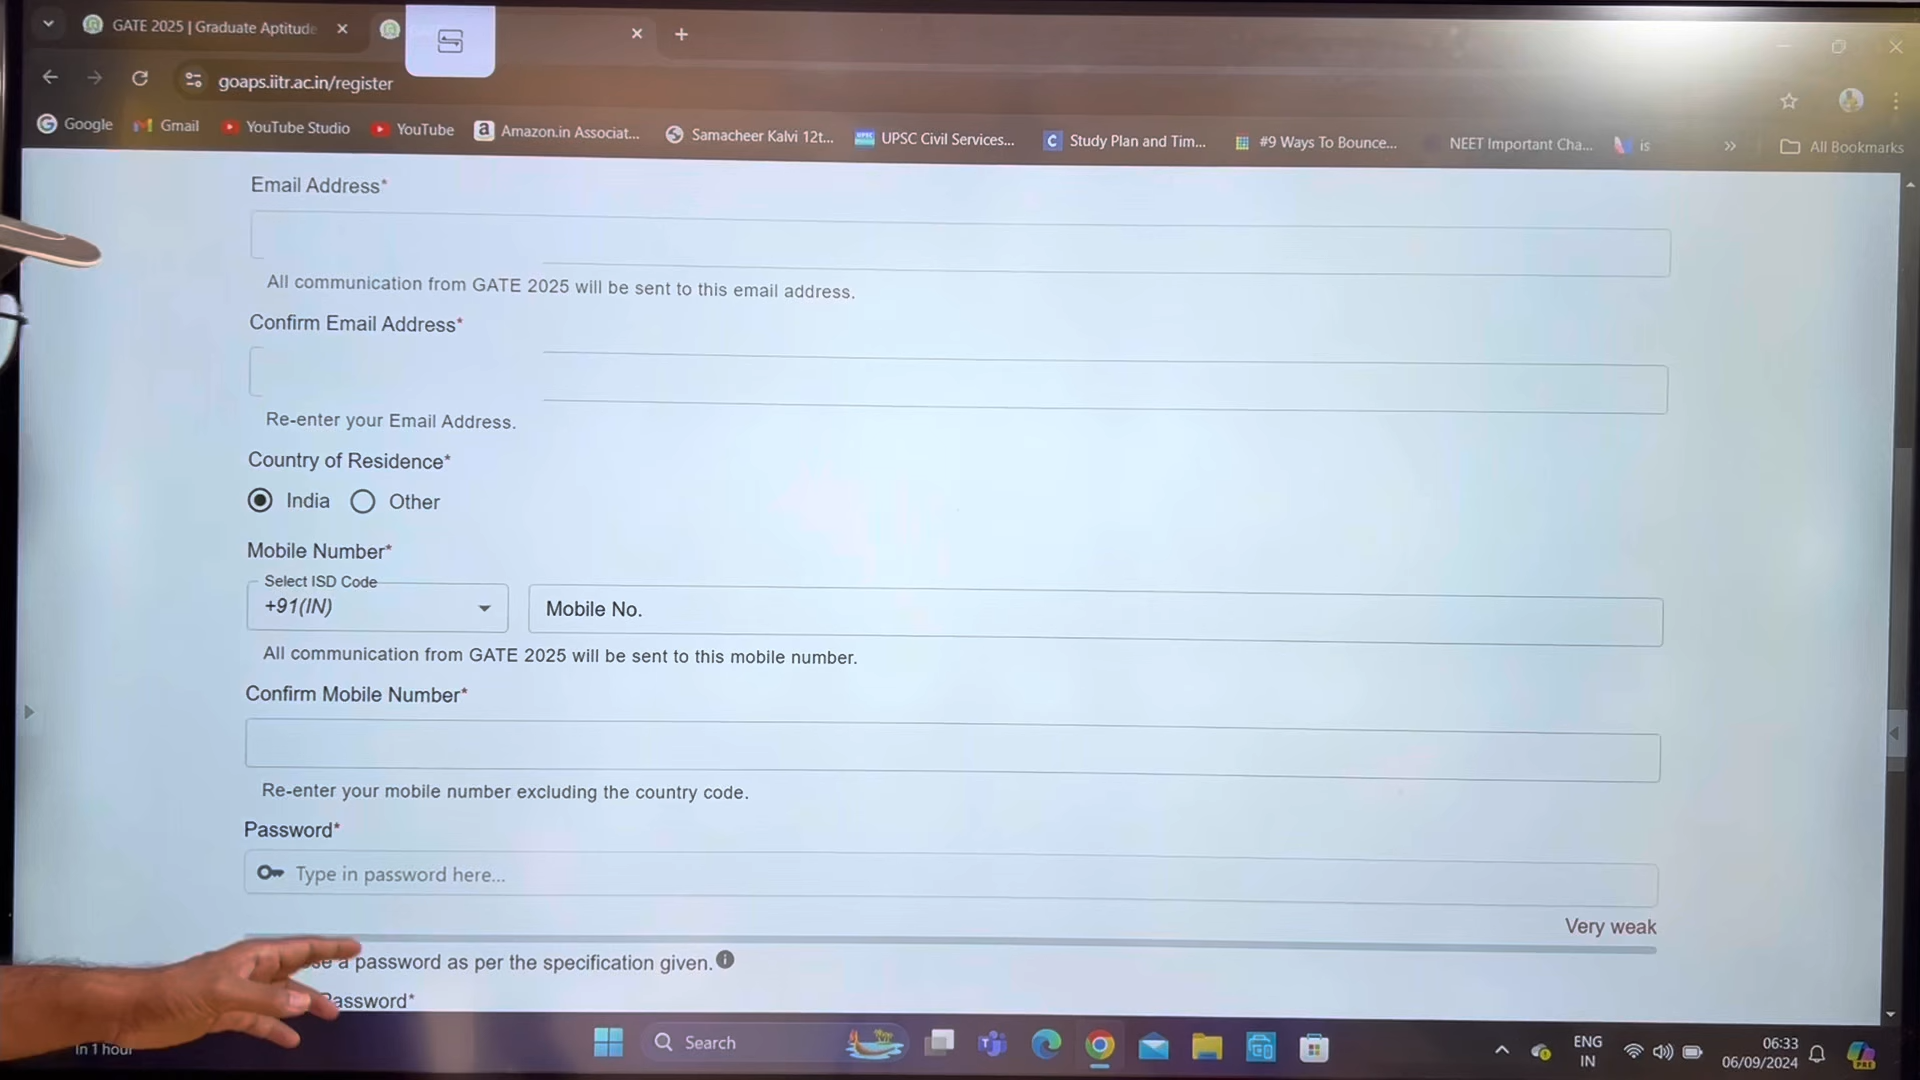 GATE 2025 | Graduate Aptitude
goaps.iitr.ac.in/register
Google Gmail YouTube Studio YouTube Amazon.in Associat... Samacheer Kalvi 12t... UPSC Civil Services... Study Plan and Tim... #9 Ways To Bounce... NEET Important Cha... is » All Bookmarks
Email Address*
All communication from GATE 2025 will be sent to this email address.
Confirm Email Address*
Re-enter your Email Address.
Country of Residence*
India Other
Mobile Number*
Select ISD Code
+91(IN) Mobile No.
All communication from GATE 2025 will be sent to this mobile number.
Confirm Mobile Number*
Re-enter your mobile number excluding the country code.
Password*
Type in password here...
Very weak
a password as per the specification given.
Password*
In 1 hour
Search
ENG
IN
06:33
06/09/2024
PRE